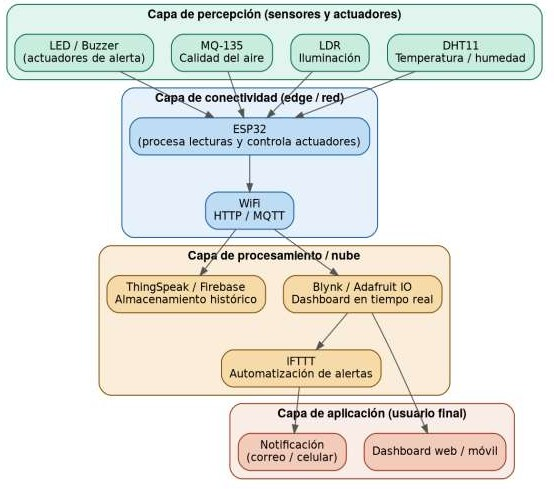 Capa de percepción (sensores y actuadores)
LED / Buzzer
(actuadores de alerta)
MQ-135
Calidad del aire
LDR
Iluminación
DHT11
Temperatura / humedad
Capa de conectividad (edge / red)
ESP32
(procesa lecturas y controla actuadores)
WiFi
HTTP / MQTT
Capa de procesamiento / nube
ThingSpeak / Firebase
Almacenamiento histórico
Blynk / Adafruit IO
Dashboard en tiempo real
IFTTT
Automatización de alertas
Capa de aplicación (usuario final)
Notificación
(correo / celular)
Dashboard web / móvil